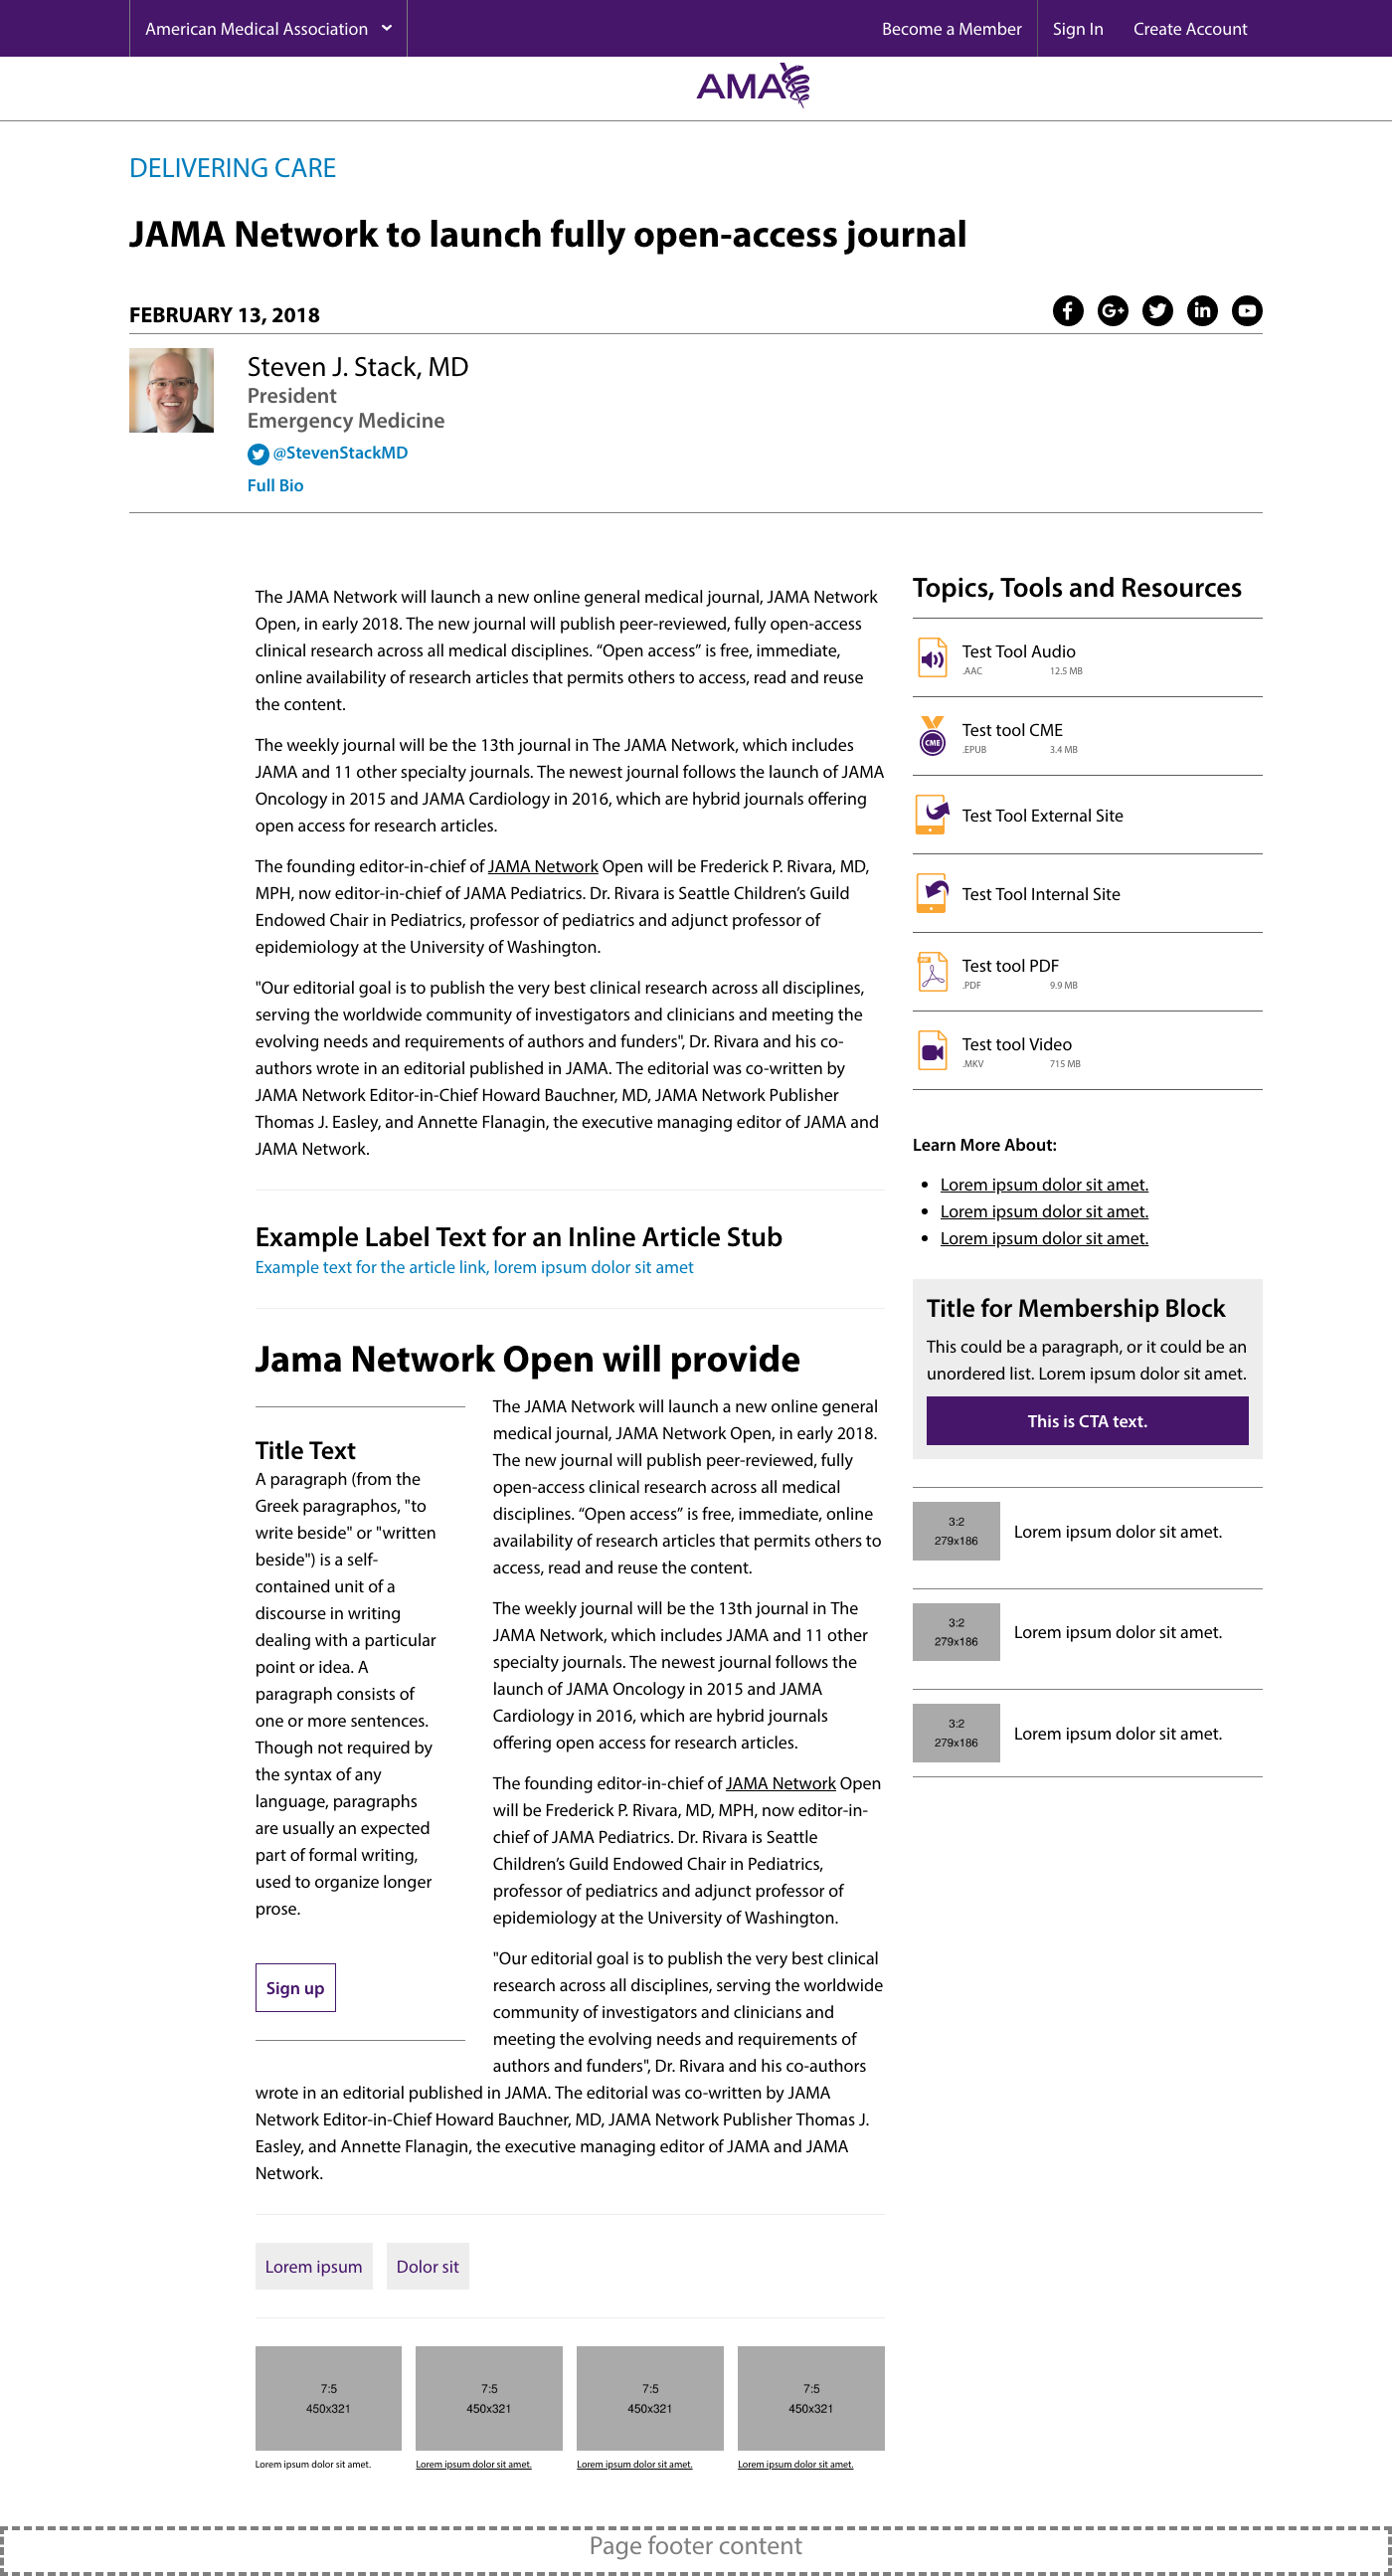 American Medical Association
Become a Member
Sign In
Create Account
AMA
DELIVERING CARE
JAMA Network to launch fully open-access journal
FEBRUARY 13, 2018
Steven J. Stack, MD
President
Emergency Medicine
@StevenStackMD
Full Bio
The JAMA Network will launch a new online general medical journal, JAMA Network
Open, in early 2018. The new journal will publish peer-reviewed, fully open-access
clinical research across all medical disciplines. “Open access” is free, immediate,
online availability of research articles that permits others to access, read and reuse
the content.
The weekly journal will be the 13th journal in The JAMA Network, which includes
JAMA and 11 other specialty journals. The newest journal follows the launch of JAMA
Oncology in 2015 and JAMA Cardiology in 2016, which are hybrid journals offering
open access for research articles.
The founding editor-in-chief of JAMA Network Open will be Frederick P. Rivara, MD,
MPH, now editor-in-chief of JAMA Pediatrics. Dr. Rivara is Seattle Children’s Guild
Endowed Chair in Pediatrics, professor of pediatrics and adjunct professor of
epidemiology at the University of Washington.
"Our editorial goal is to publish the very best clinical research across all disciplines,
serving the worldwide community of investigators and clinicians and meeting the
evolving needs and requirements of authors and funders", Dr. Rivara and his co-
authors wrote in an editorial published in JAMA. The editorial was co-written by
JAMA Network Editor-in-Chief Howard Bauchner, MD, JAMA Network Publisher
Thomas J. Easley, and Annette Flanagin, the executive managing editor of JAMA and
JAMA Network.
Example Label Text for an Inline Article Stub
Example text for the article link, lorem ipsum dolor sit amet
Jama Network Open will provide
Title Text
A paragraph (from the
Greek paragraphos, "to
write beside" or "written
beside") is a self-
contained unit of a
discourse in writing
dealing with a particular
point or idea. A
paragraph consists of
one or more sentences.
Though not required by
the syntax of any
language, paragraphs
are usually an expected
part of formal writing,
used to organize longer
prose.
Sign up
The JAMA Network will launch a new online general
medical journal, JAMA Network Open, in early 2018.
The new journal will publish peer-reviewed, fully
open-access clinical research across all medical
disciplines. “Open access” is free, immediate, online
availability of research articles that permits others to
access, read and reuse the content.
The weekly journal will be the 13th journal in The
JAMA Network, which includes JAMA and 11 other
specialty journals. The newest journal follows the
launch of JAMA Oncology in 2015 and JAMA
Cardiology in 2016, which are hybrid journals
offering open access for research articles.
The founding editor-in-chief of JAMA Network Open
will be Frederick P. Rivara, MD, MPH, now editor-in-
chief of JAMA Pediatrics. Dr. Rivara is Seattle
Children’s Guild Endowed Chair in Pediatrics,
professor of pediatrics and adjunct professor of
epidemiology at the University of Washington.
"Our editorial goal is to publish the very best clinical
research across all disciplines, serving the worldwide
community of investigators and clinicians and
meeting the evolving needs and requirements of
authors and funders", Dr. Rivara and his co-authors
wrote in an editorial published in JAMA. The editorial was co-written by JAMA
Network Editor-in-Chief Howard Bauchner, MD, JAMA Network Publisher Thomas J.
Easley, and Annette Flanagin, the executive managing editor of JAMA and JAMA
Network.
Lorem ipsum
Dolor sit
7:5
450x321
Lorem ipsum dolor sit amet.
7:5
450x321
Lorem ipsum dolor sit amet.
7:5
450x321
Lorem ipsum dolor sit amet.
7:5
450x321
Lorem ipsum dolor sit amet.
Topics, Tools and Resources
Test Tool Audio
.AAC 12.5 MB
CME
Test tool CME
.EPUB 3.4 MB
Test Tool External Site
Test Tool Internal Site
Test tool PDF
.PDF 9.9 MB
Test tool Video
.MKV 715 MB
Learn More About:
Lorem ipsum dolor sit amet.
Lorem ipsum dolor sit amet.
Lorem ipsum dolor sit amet.
Title for Membership Block
This could be a paragraph, or it could be an
unordered list. Lorem ipsum dolor sit amet.
This is CTA text.
3:2
279x186
Lorem ipsum dolor sit amet.
3:2
279x186
Lorem ipsum dolor sit amet.
3:2
279x186
Lorem ipsum dolor sit amet.
Page footer content